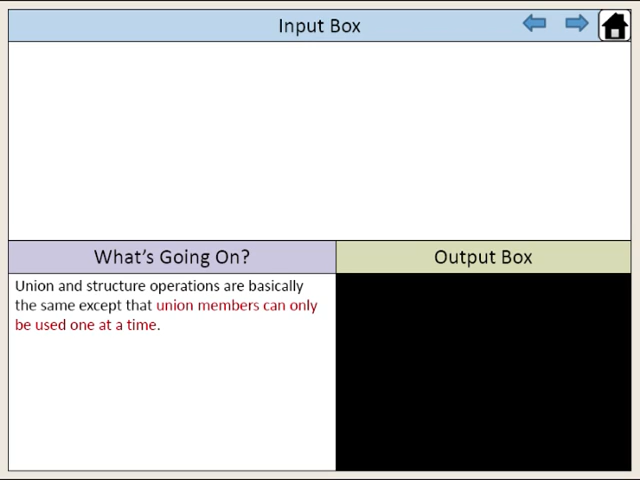 Input Box
What's Going On?
Output Box
Union and structure operations are basically
the same except that union members can only
be used one at a time.